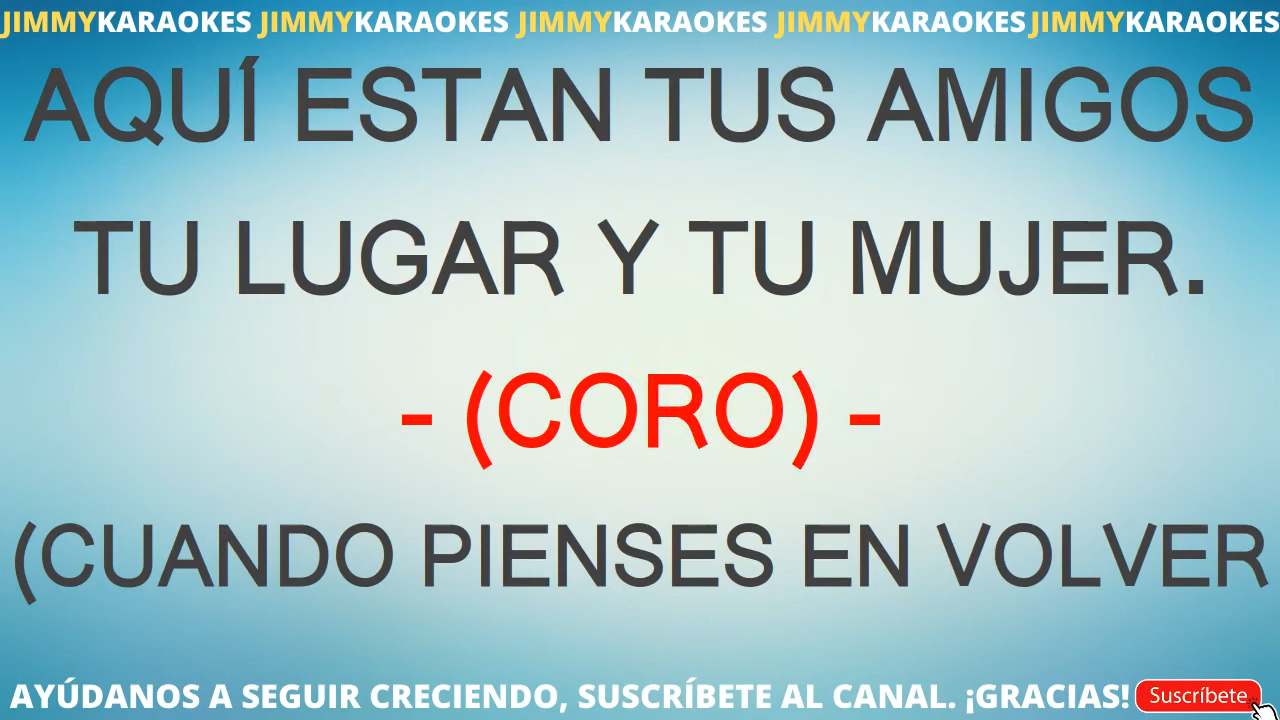 JIMMYKARAOKES JIMMYKARAOKES JIMMYKARAOKES JIMMYKARAOKES JIMMYKARAOKES
AQUÍ ESTAN TUS AMIGOS
TU LUGAR Y TU MUJER.
- (CORO) -
(CUANDO PIENSES EN VOLVER
AYÚDANOS A SEGUIR CRECIENDO, SUSCRÍBETE AL CANAL. ¡GRACIAS! Suscríbete